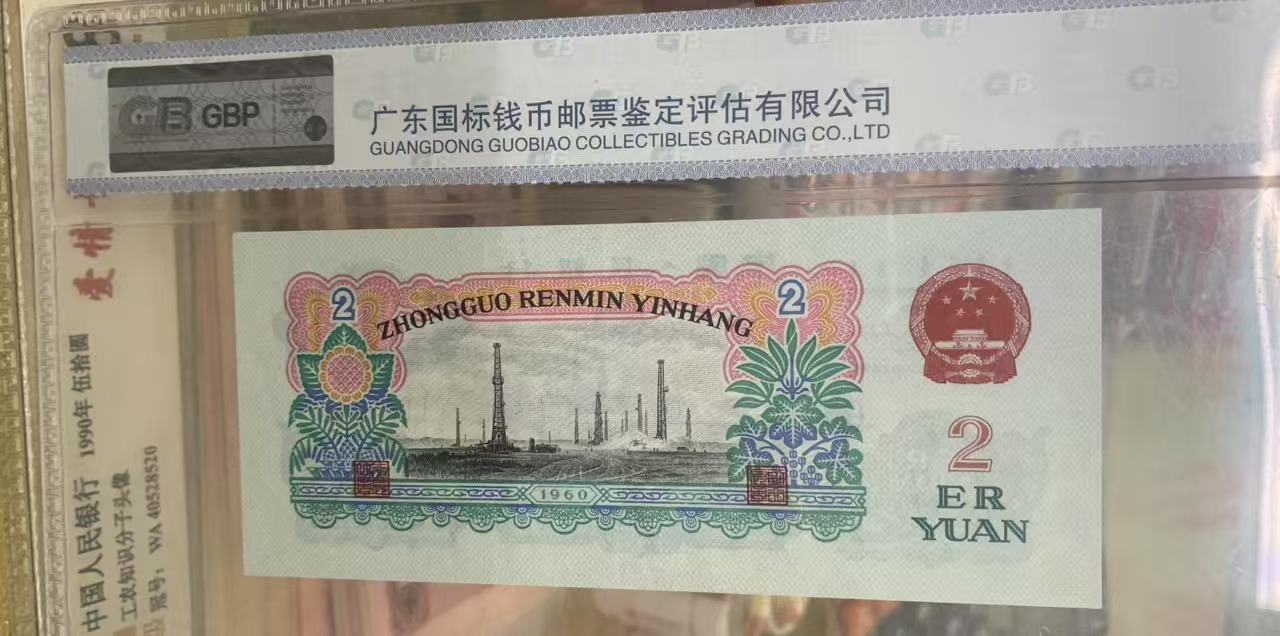 GB GBP
广东国标钱币邮票鉴定评估有限公司
GUANGDONG GUOBIAO COLLECTIBLES GRADING CO.,LTD
2
2
ZHONGGUO RENMIN YINHANG
1960
2
ER
YUAN
爱情
中国人民银行 1990年 伍拾圆
工农知识分子头像
冠号: WA 40528520